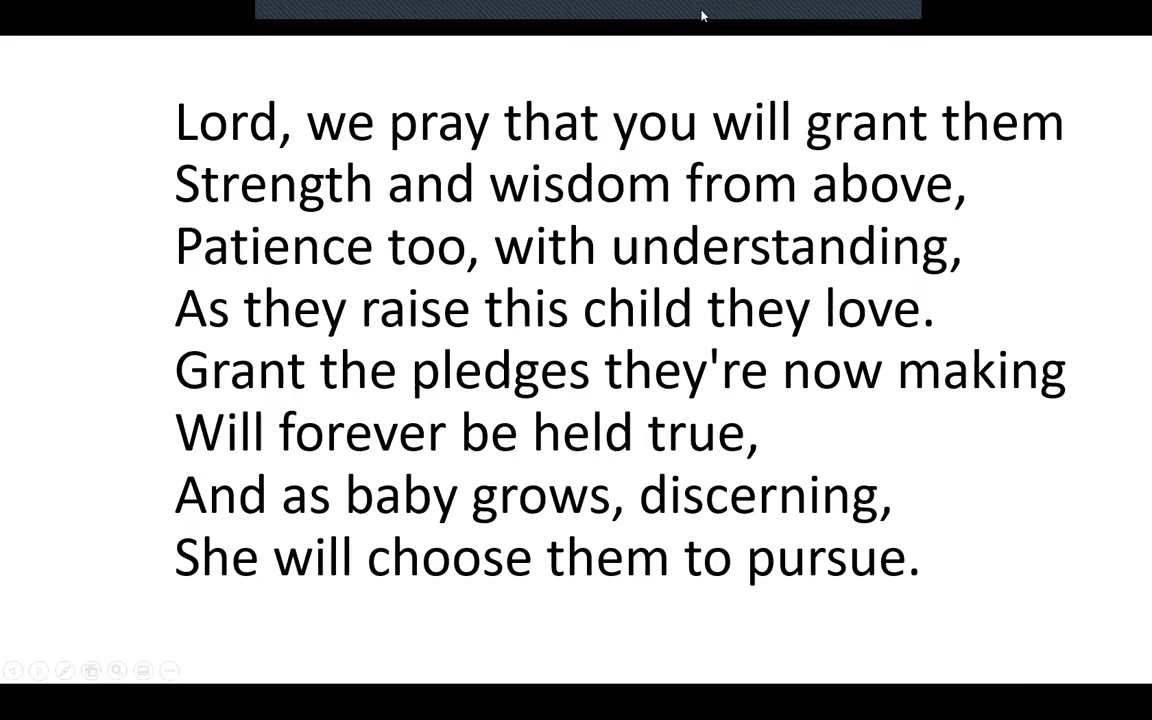 Lord, we pray that you will grant them
Strength and wisdom from above,
Patience too, with understanding,
As they raise this child they love.
Grant the pledges they're now making
Will forever be held true,
And as baby grows, discerning,
She will choose them to pursue.